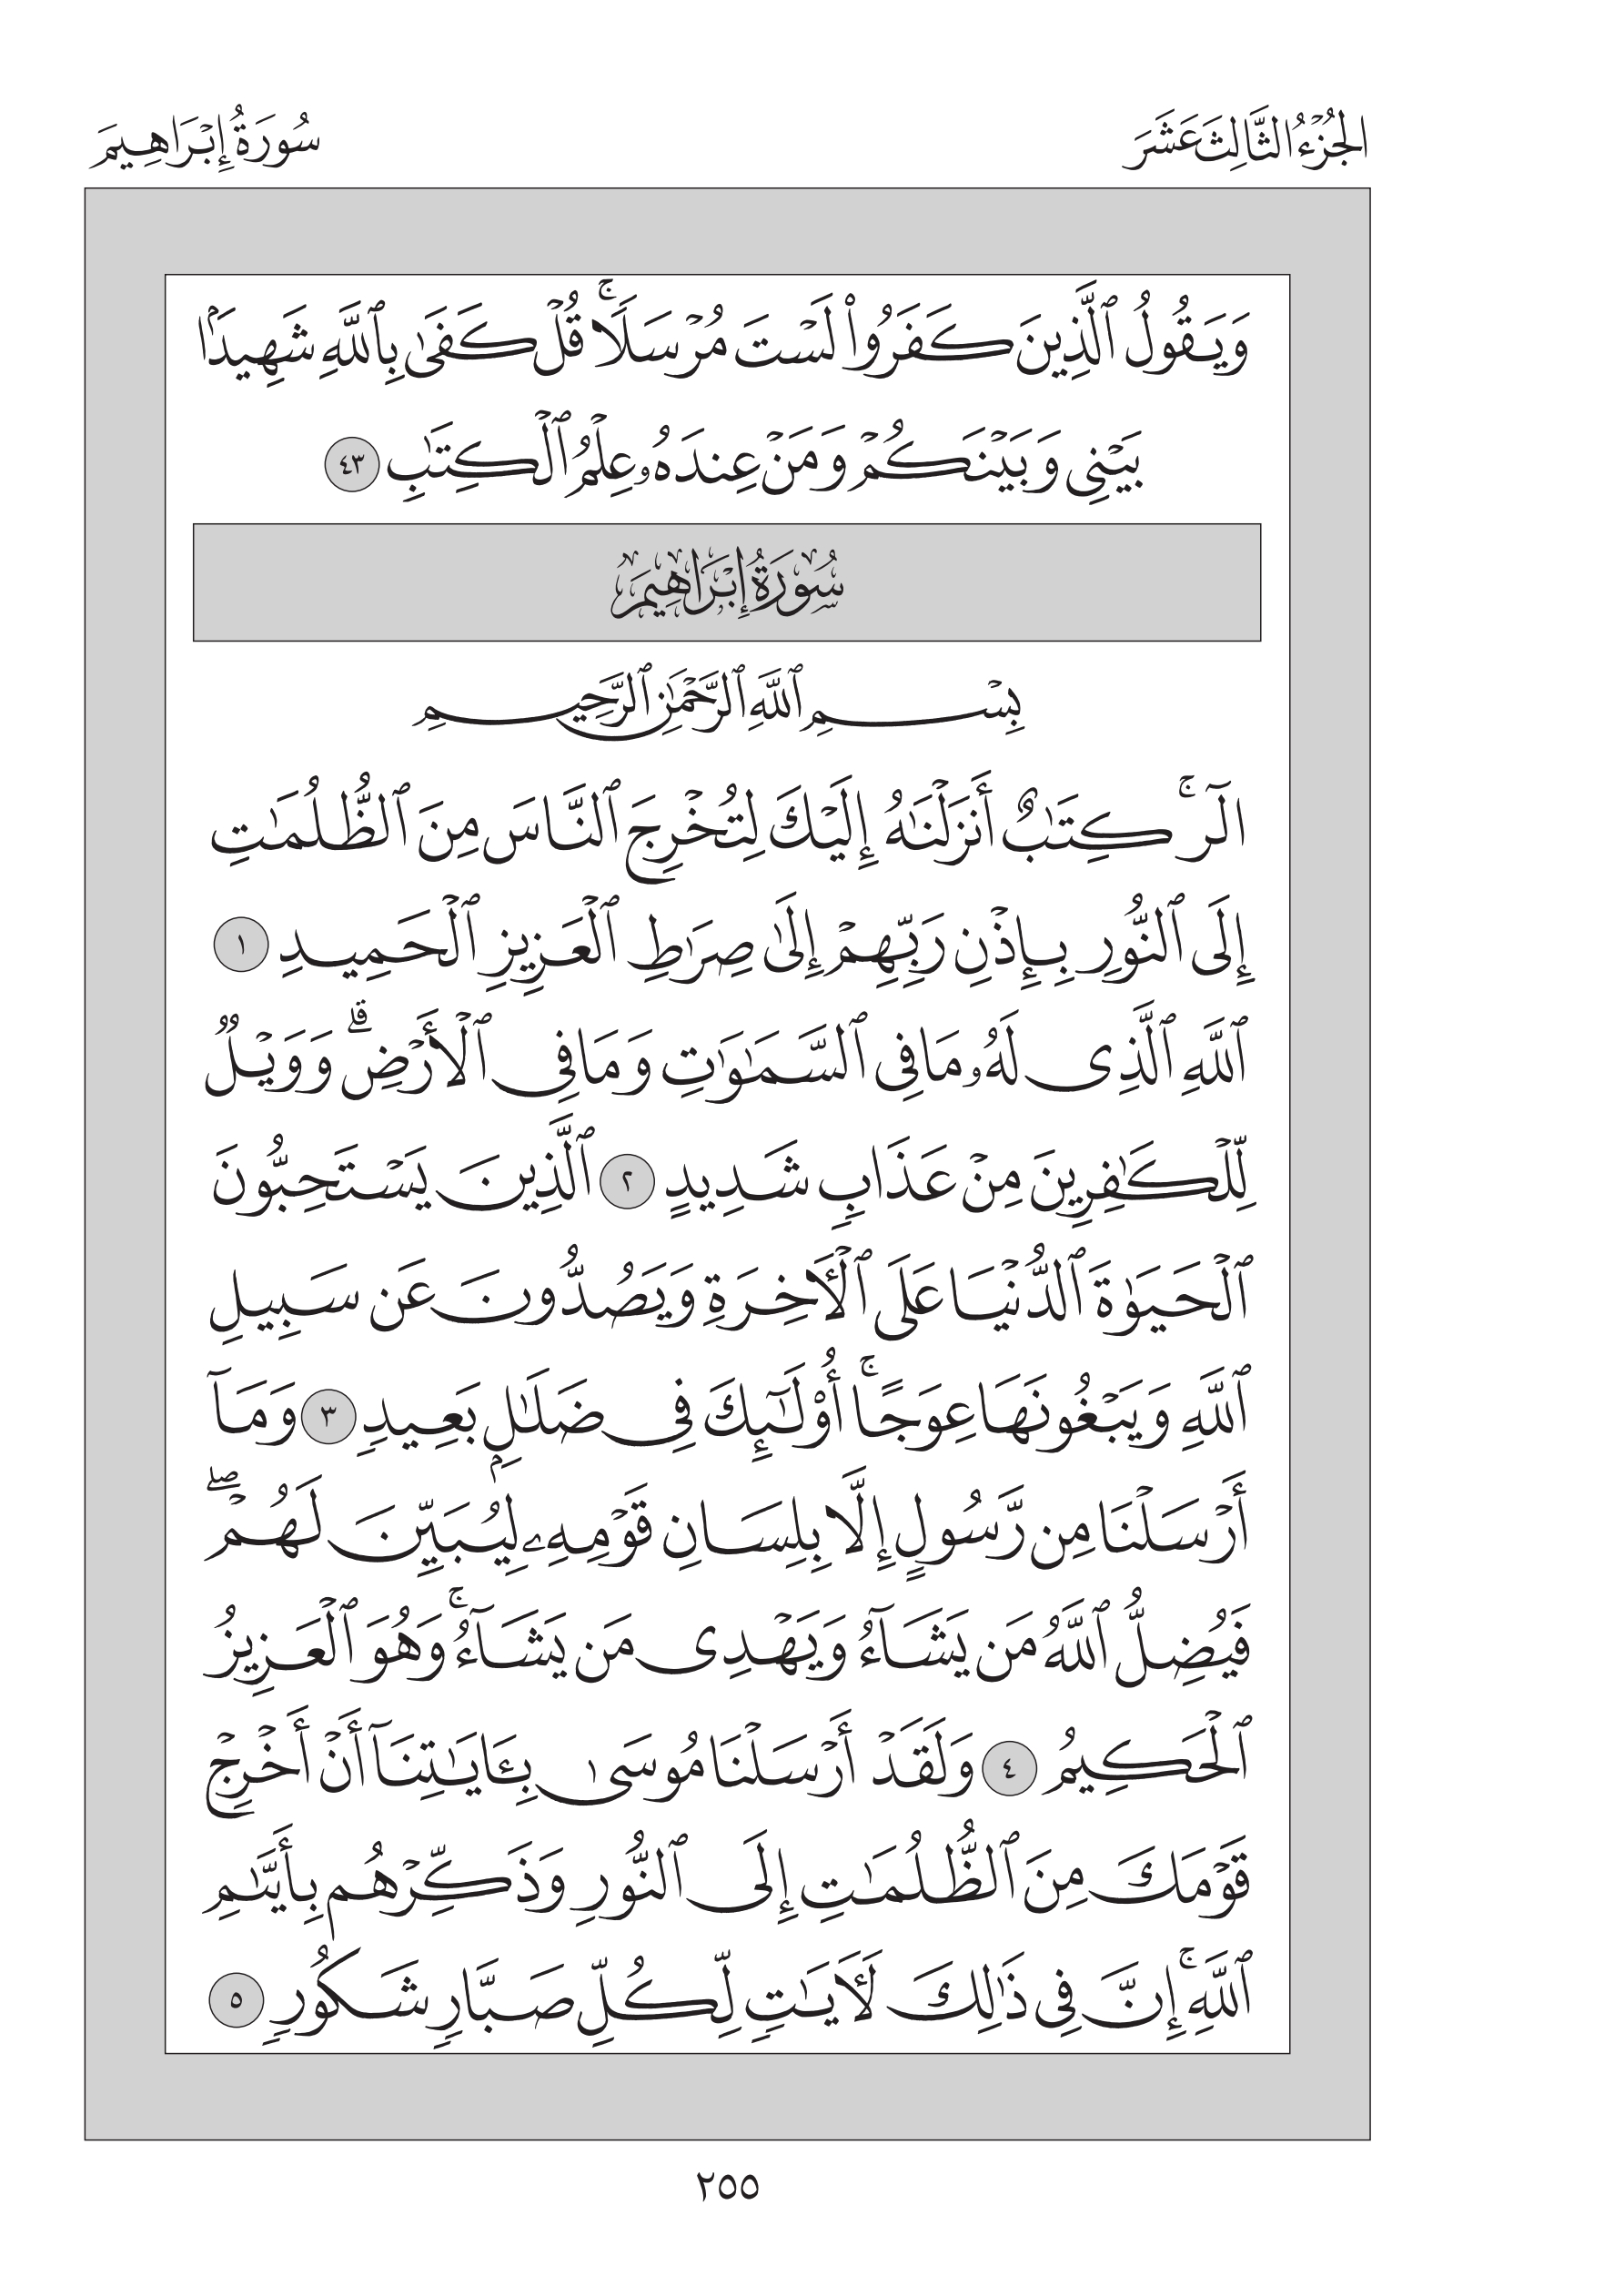 الجُزْءُ الثَّالِثَ عَشَرَ
سُورَةُ إِبْرَاهِيمَ
وَيَقُولُ ٱلَّذِينَ كَفَرُوا۟ لَسْتَ مُرْسَلًاۚ قُلْ كَفَىٰ بِٱللَّهِ شَهِيدَۢا
بَيْنِى وَبَيْنَكُمْ وَمَنْ عِندَهُۥ عِلْمُ ٱلْكِتَـٰبِ ٤٣
سُورَةُ إِبْرَاهِيمَ
بِسْمِ ٱللَّهِ ٱلرَّحْمَـٰنِ ٱلرَّحِيمِ
الٓرۚ كِتَـٰبٌ أَنزَلْنَـٰهُ إِلَيْكَ لِتُخْرِجَ ٱلنَّاسَ مِنَ ٱلظُّلُمَـٰتِ
إِلَى ٱلنُّورِ بِإِذْنِ رَبِّهِمْ إِلَىٰ صِرَٰطِ ٱلْعَزِيزِ ٱلْحَمِيدِ ١
ٱللَّهِ ٱلَّذِى لَهُۥ مَا فِى ٱلسَّمَـٰوَٰتِ وَمَا فِى ٱلْأَرْضِۗ وَوَيْلٌ
لِّلْكَـٰفِرِينَ مِنْ عَذَابٍ شَدِيدٍ ٢ ٱلَّذِينَ يَسْتَحِبُّونَ
ٱلْحَيَوٰةَ ٱلدُّنْيَا عَلَى ٱلْـَٔاخِرَةِ وَيَصُدُّونَ عَن سَبِيلِ
ٱللَّهِ وَيَبْغُونَهَا عِوَجًاۚ أُو۟لَـٰٓئِكَ فِى ضَلَـٰلٍۭ بَعِيدٍ ٣ وَمَآ
أَرْسَلْنَا مِن رَّسُولٍ إِلَّا بِلِسَانِ قَوْمِهِۦ لِيُبَيِّنَ لَهُمْۖ
فَيُضِلُّ ٱللَّهُ مَن يَشَآءُ وَيَهْدِى مَن يَشَآءُۚ وَهُوَ ٱلْعَزِيزُ
ٱلْحَكِيمُ ٤ وَلَقَدْ أَرْسَلْنَا مُوسَىٰ بِـَٔايَـٰتِنَآ أَنْ أَخْرِجْ
قَوْمَكَ مِنَ ٱلظُّلُمَـٰتِ إِلَى ٱلنُّورِ وَذَكِّرْهُم بِأَيَّىٰمِ
ٱللَّهِۚ إِنَّ فِى ذَٰلِكَ لَـَٔايَـٰتٍ لِّكُلِّ صَبَّارٍ شَكُورٍ ٥
٢٥٥